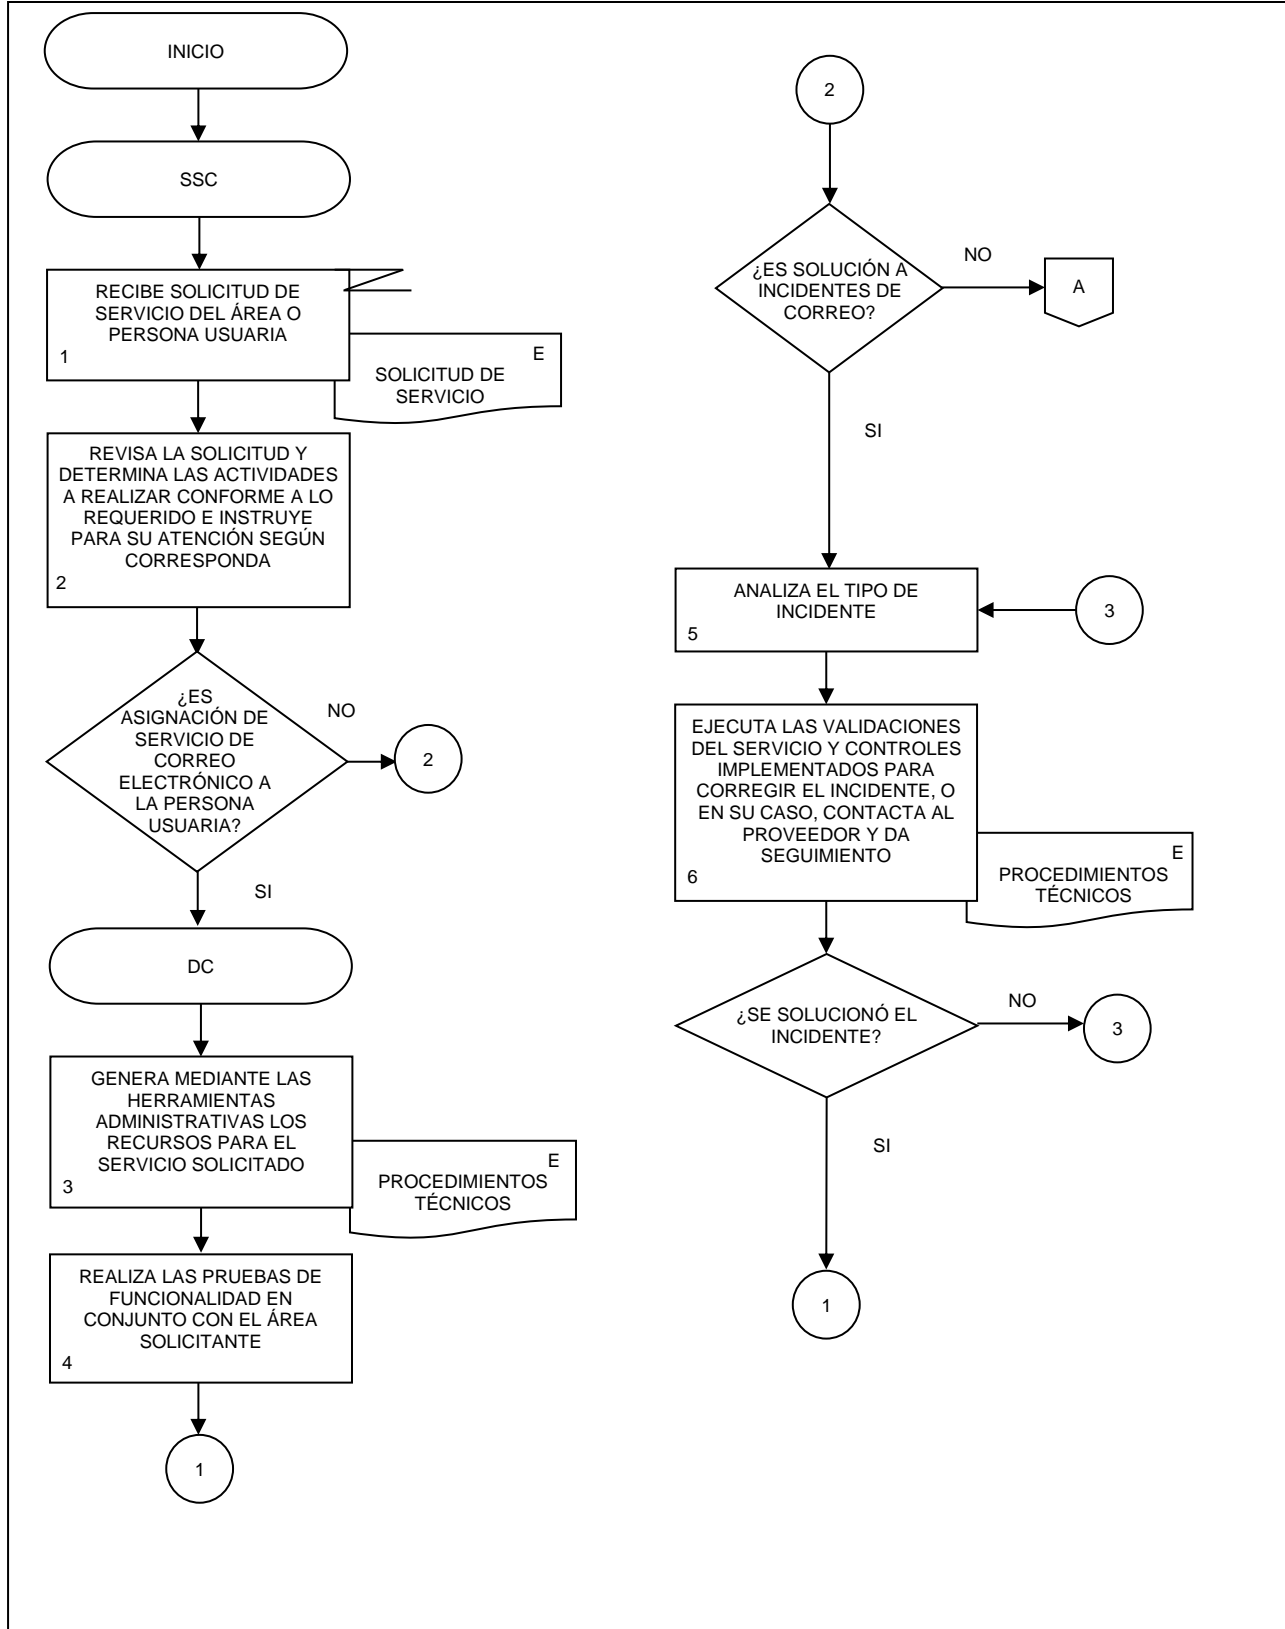 INICIO
SSC
RECIBE SOLICITUD DE
SERVICIO DEL ÁREA O
PERSONA USUARIA
1
E
SOLICITUD DE
SERVICIO
REVISA LA SOLICITUD Y
DETERMINA LAS ACTIVIDADES
A REALIZAR CONFORME A LO
REQUERIDO E INSTRUYE
PARA SU ATENCIÓN SEGÚN
CORRESPONDA
2
¿ES
ASIGNACIÓN DE
SERVICIO DE
CORREO
ELECTRÓNICO A
LA PERSONA
USUARIA?
NO
2
SI
DC
GENERA MEDIANTE LAS
HERRAMIENTAS
ADMINISTRATIVAS LOS
RECURSOS PARA EL
SERVICIO SOLICITADO
3
E
PROCEDIMIENTOS
TÉCNICOS
REALIZA LAS PRUEBAS DE
FUNCIONALIDAD EN
CONJUNTO CON EL ÁREA
SOLICITANTE
4
1
2
¿ES SOLUCIÓN A
INCIDENTES DE
CORREO?
NO
A
SI
ANALIZA EL TIPO DE
INCIDENTE
5
3
EJECUTA LAS VALIDACIONES
DEL SERVICIO Y CONTROLES
IMPLEMENTADOS PARA
CORREGIR EL INCIDENTE, O
EN SU CASO, CONTACTA AL
PROVEEDOR Y DA
SEGUIMIENTO
6
E
PROCEDIMIENTOS
TÉCNICOS
¿SE SOLUCIONÓ EL
INCIDENTE?
NO
3
SI
1